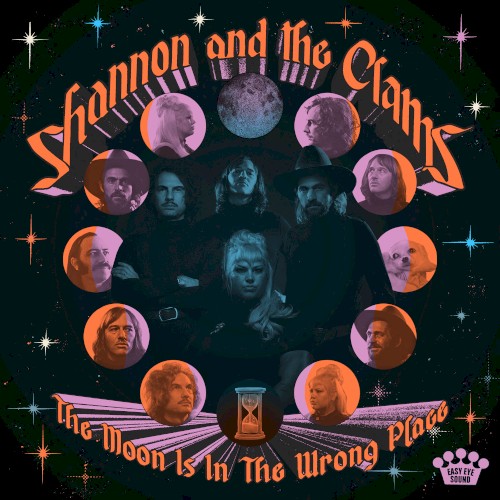 Shannon and the Clams
The Moon Is In The Wrong Place
EASY EYE
SOUND